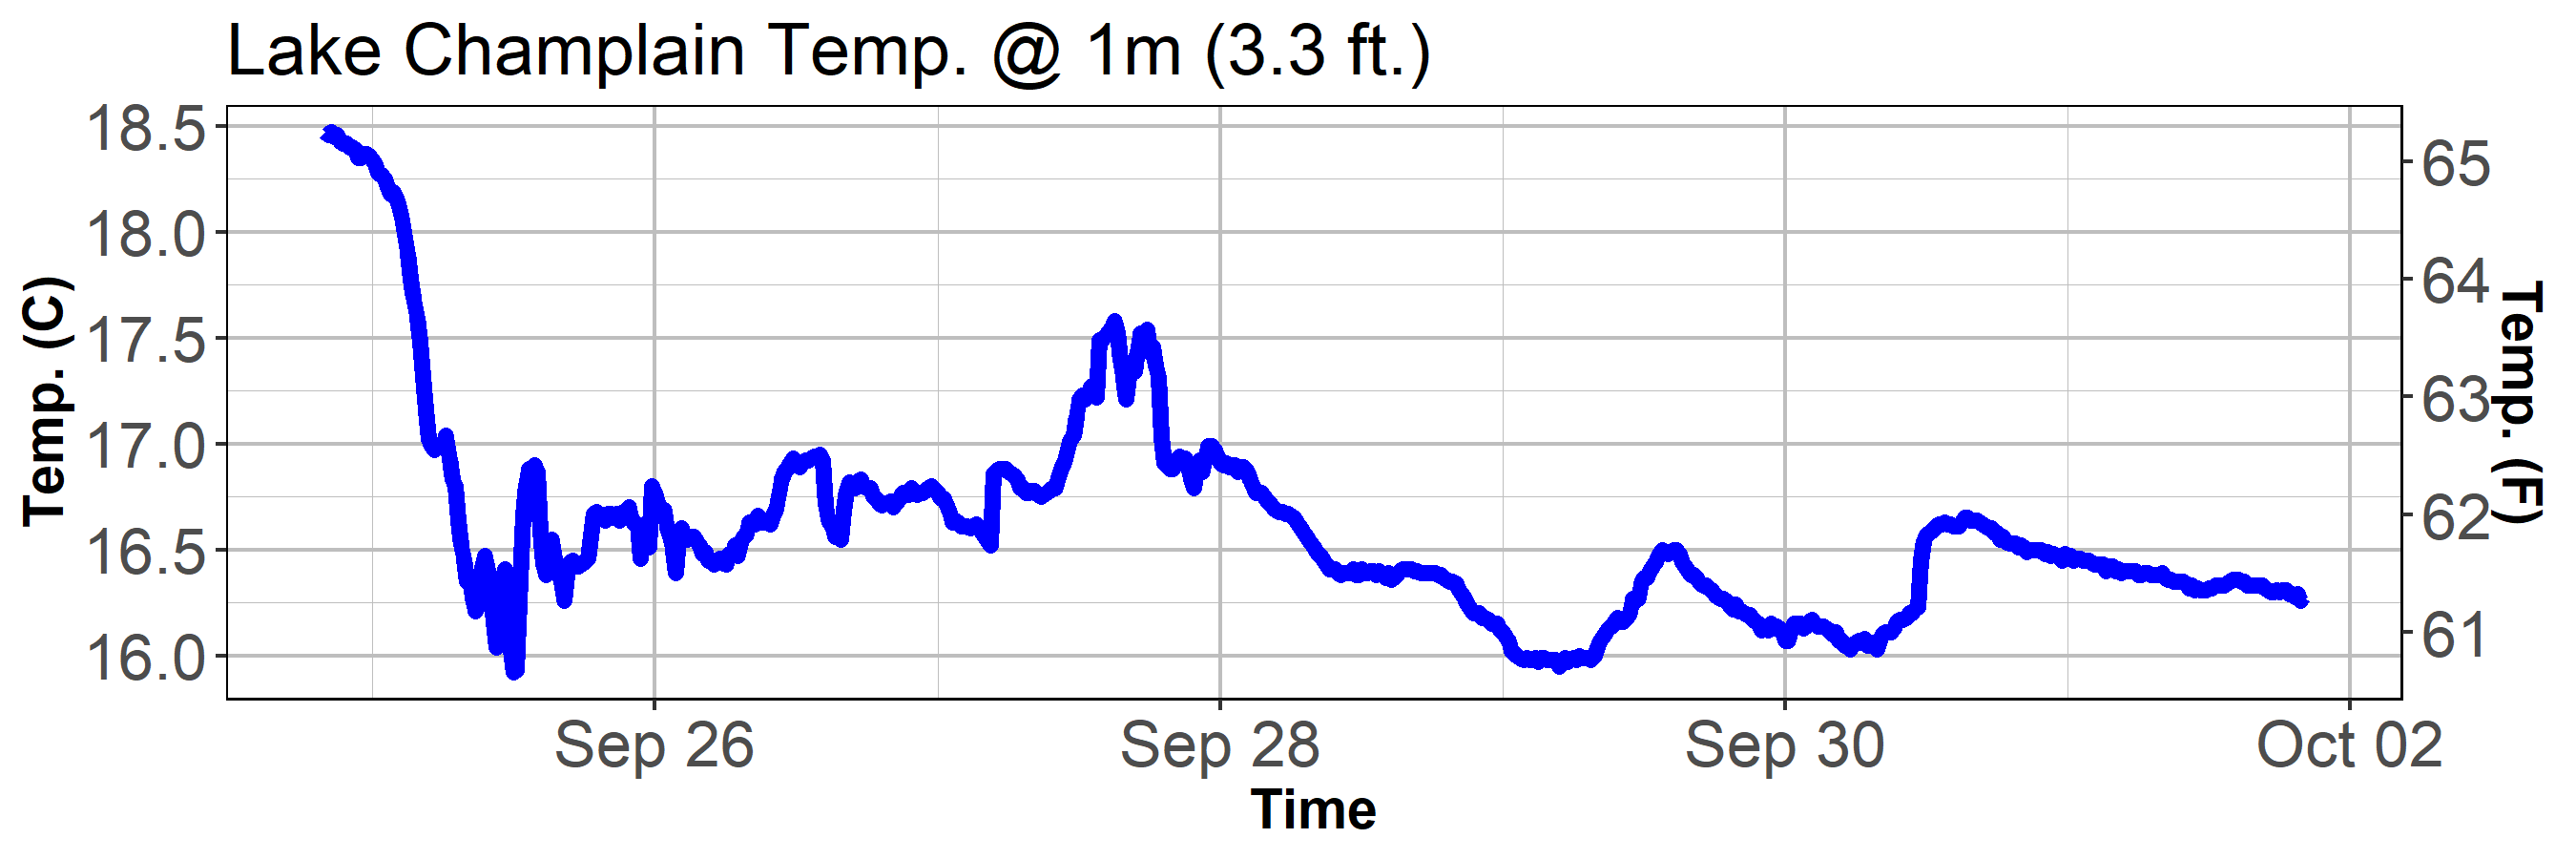 Lake Champlain Temp. @ 1m (3.3 ft.)
Temp. (C)
18.5
18.0
17.5
17.0
16.5
16.0
65
64
63
62
61
Temp. (F)
Sep 26
Sep 28
Sep 30
Oct 02
Time